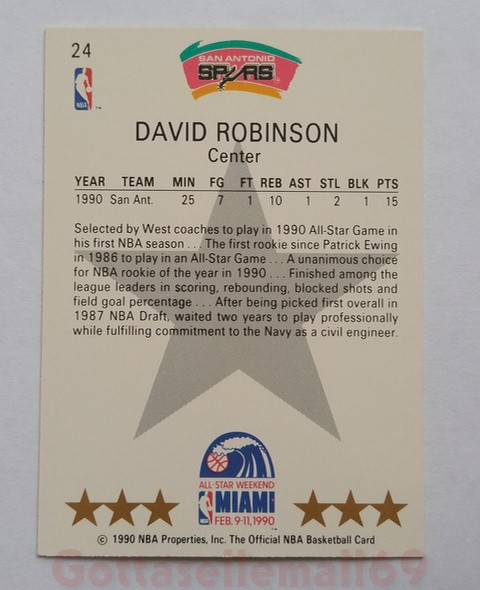 24
SAN ANTONIO
SPURS
NBA
DAVID ROBINSON
Center
YEAR TEAM MIN FG FT REB AST STL BLK PTS
1990 San Ant. 25 7 1 10 1 2 1 15
Selected by West coaches to play in 1990 All-Star Game in
his first NBA season . . . The first rookie since Patrick Ewing
in 1986 to play in an All-Star Game . . . A unanimous choice
for NBA rookie of the year in 1990 . . . Finished among the
league leaders in scoring, rebounding, blocked shots and
field goal percentage . . . After being picked first overall in
1987 NBA Draft, waited two years to play professionally
while fulfilling commitment to the Navy as a civil engineer.
ALL-STAR WEEKEND
NBA MIAMI
FEB. 9-11, 1990
© 1990 NBA Properties, Inc. The Official NBA Basketball Card
Gottasellemall69